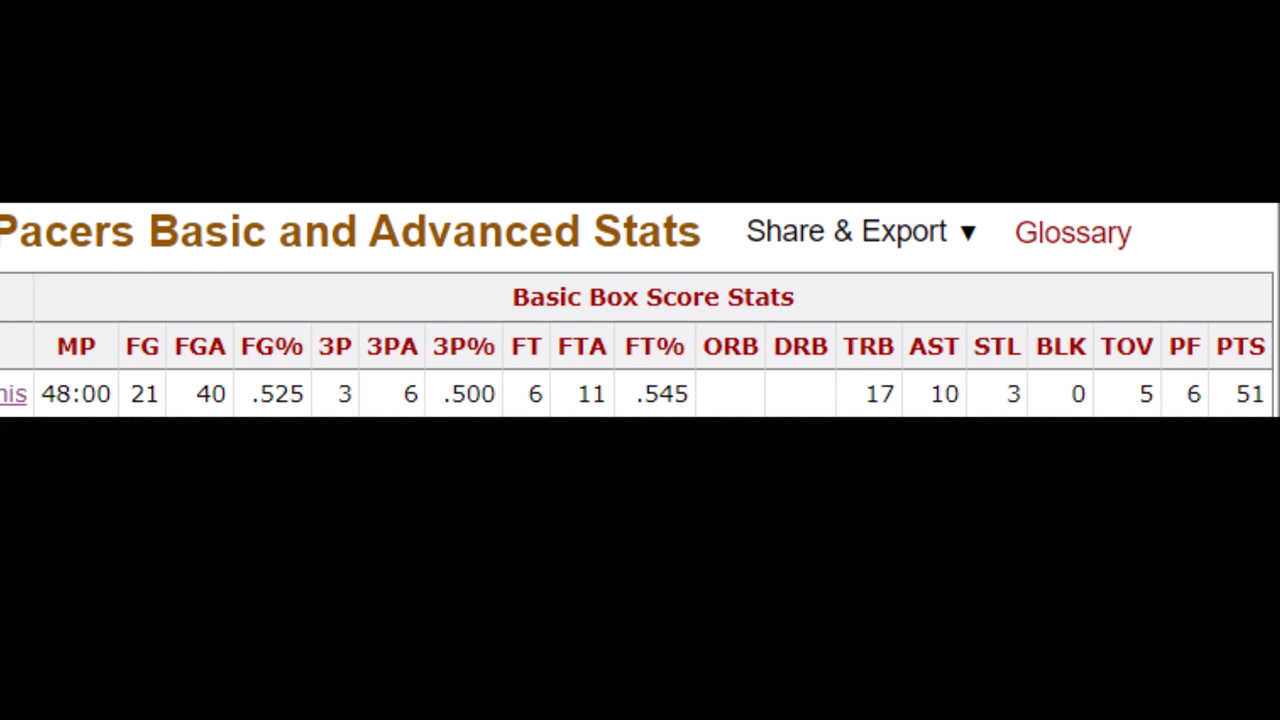 Pacers Basic and Advanced Stats Share & Export ▼ Glossary
Basic Box Score Stats
MP FG FGA FG% 3P 3PA 3P% FT FTA FT% ORB DRB TRB AST STL BLK TOV PF PTS
nis 48:00 21 40 .525 3 6 .500 6 11 .545 17 10 3 0 5 6 51